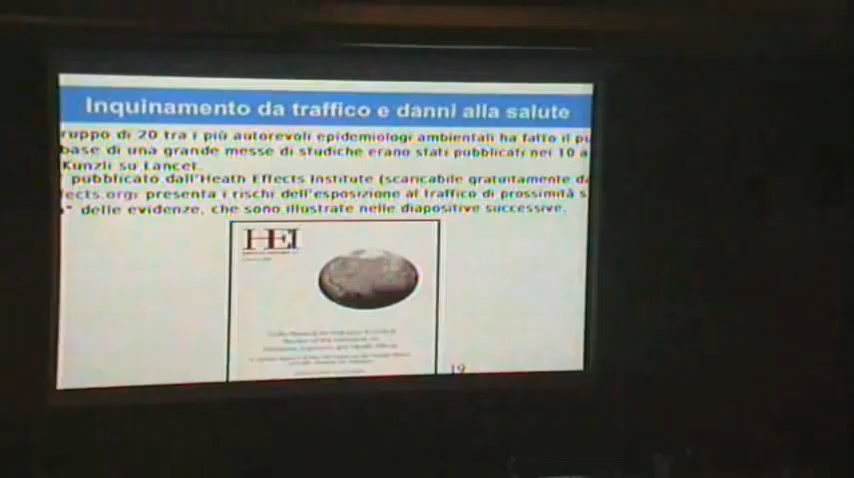 Inquinamento da traffico e danni alla salute
ruppo di 20 tra i più autorevoli epidemiologi ambientali ha fatto il pu
base di una grande messe di studiche erano stati pubblicati nei 10 a
Kunzli su Lancet.
pubblicato dall'Heath Effects Institute (scaricabile gratuitamente da
fects.org) presenta i rischi dell'esposizione al traffico di prossimità s
" delle evidenze, che sono illustrate nelle diapositive successive.
HEI
19